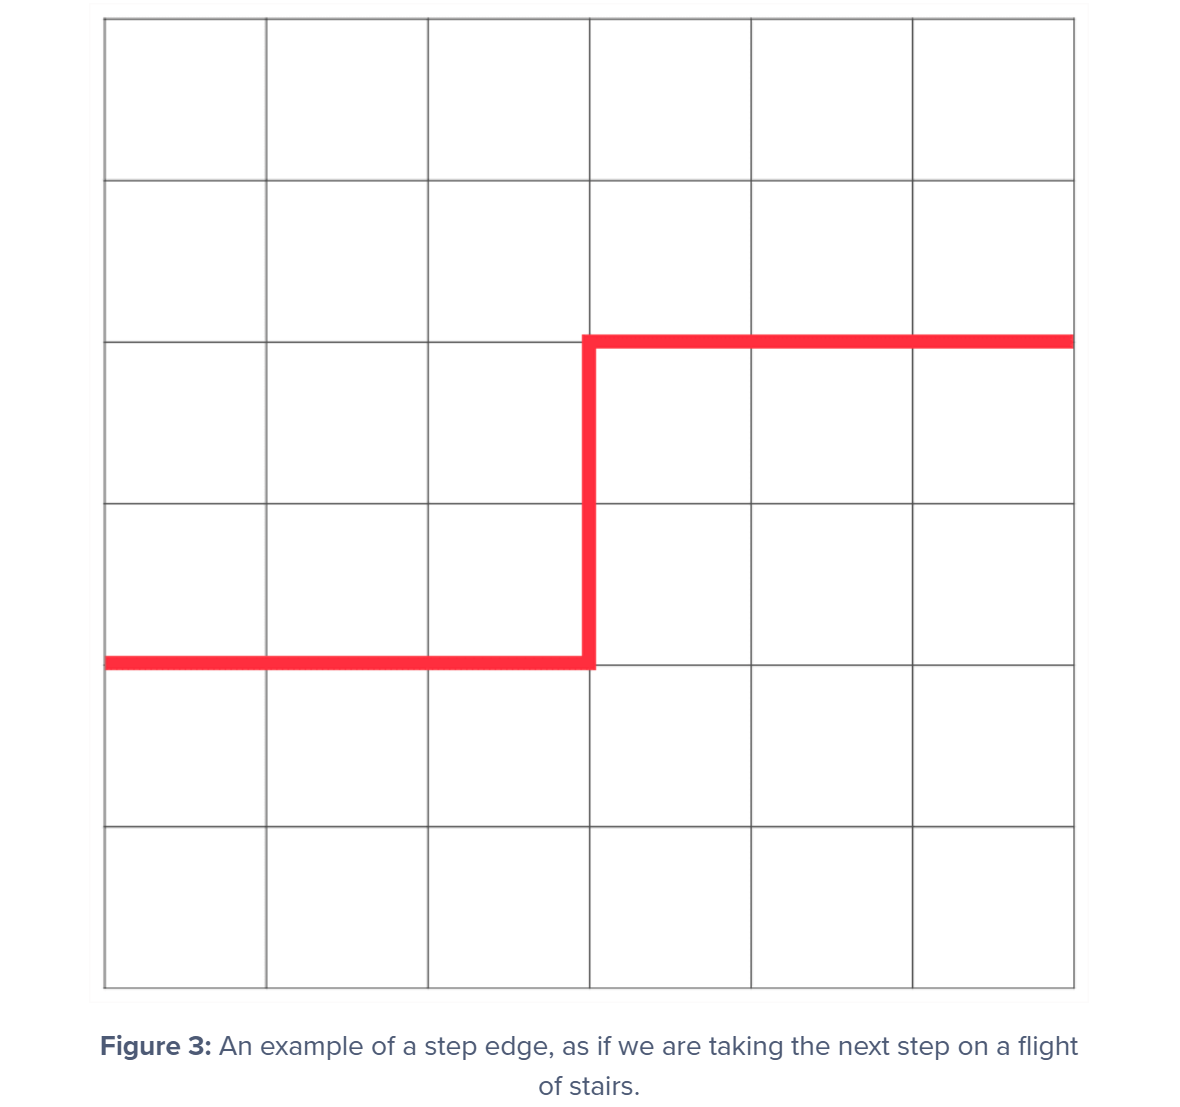 Figure 3: An example of a step edge, as if we are taking the next step on a flight
of stairs.